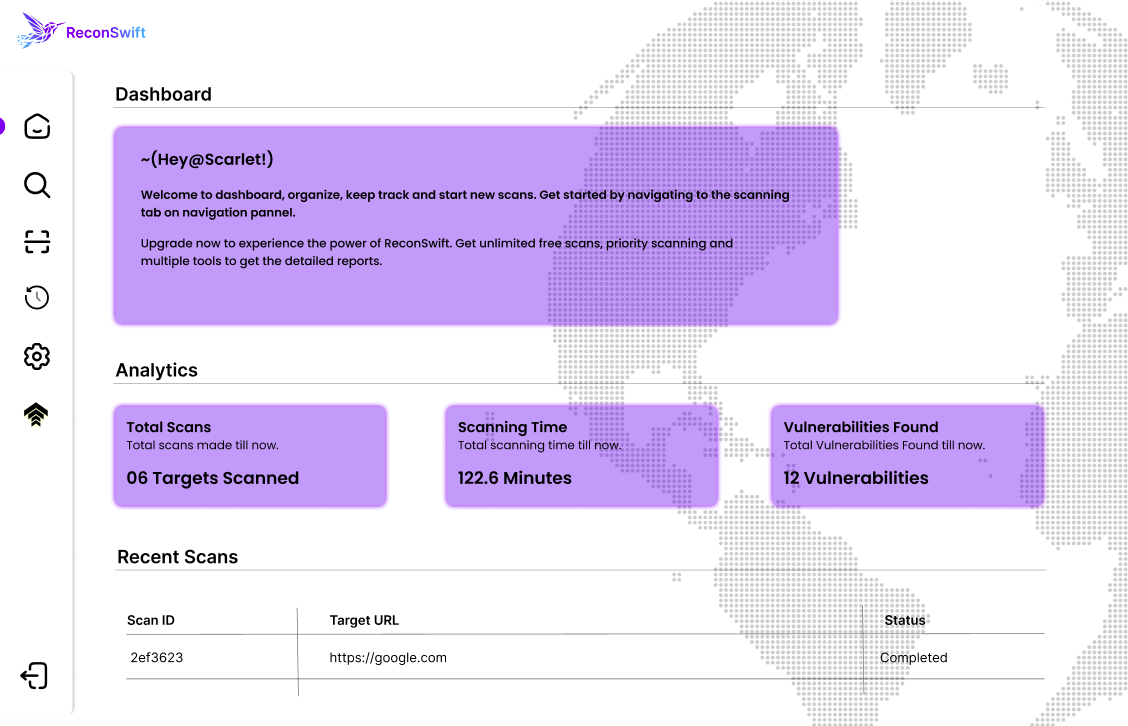 ReconSwift
Dashboard
~(Hey@Scarlet!)
Welcome to dashboard, organize, keep track and start new scans. Get started by navigating to the scanning
tab on navigation pannel.
Upgrade now to experience the power of ReconSwift. Get unlimited free scans, priority scanning and
multiple tools to get the detailed reports.
Analytics
Total Scans
Total scans made till now.
06 Targets Scanned
Scanning Time
Total scanning time till now.
122.6 Minutes
Vulnerabilities Found
Total Vulnerabilities Found till now.
12 Vulnerabilities
Recent Scans
Scan ID Target URL Status
2ef3623 https://google.com Completed